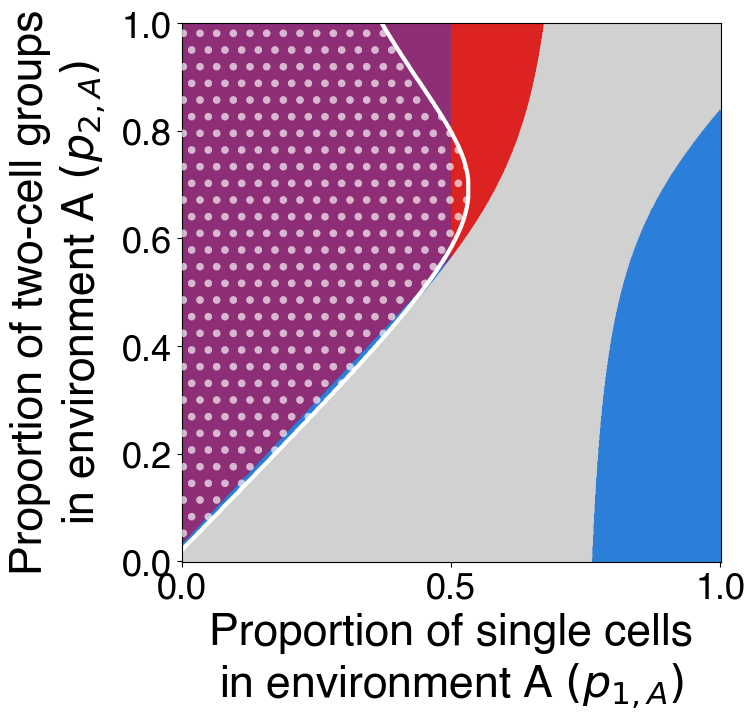 Proportion of two-cell groups
in environment A (p2, A)
1.0
0.8
0.6
0.4
0.2
0.0
0.0 0.5 1.0
Proportion of single cells
in environment A (p1, A)